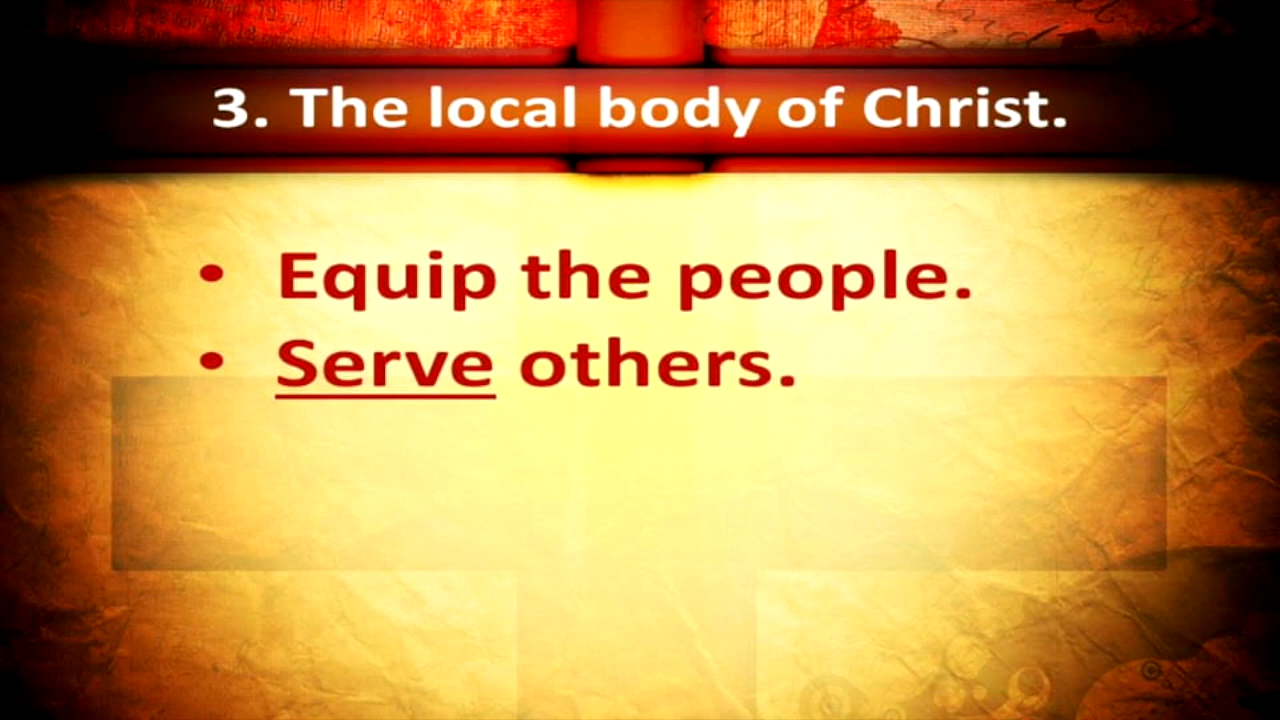 3. The local body of Christ.
• Equip the people.
• Serve others.